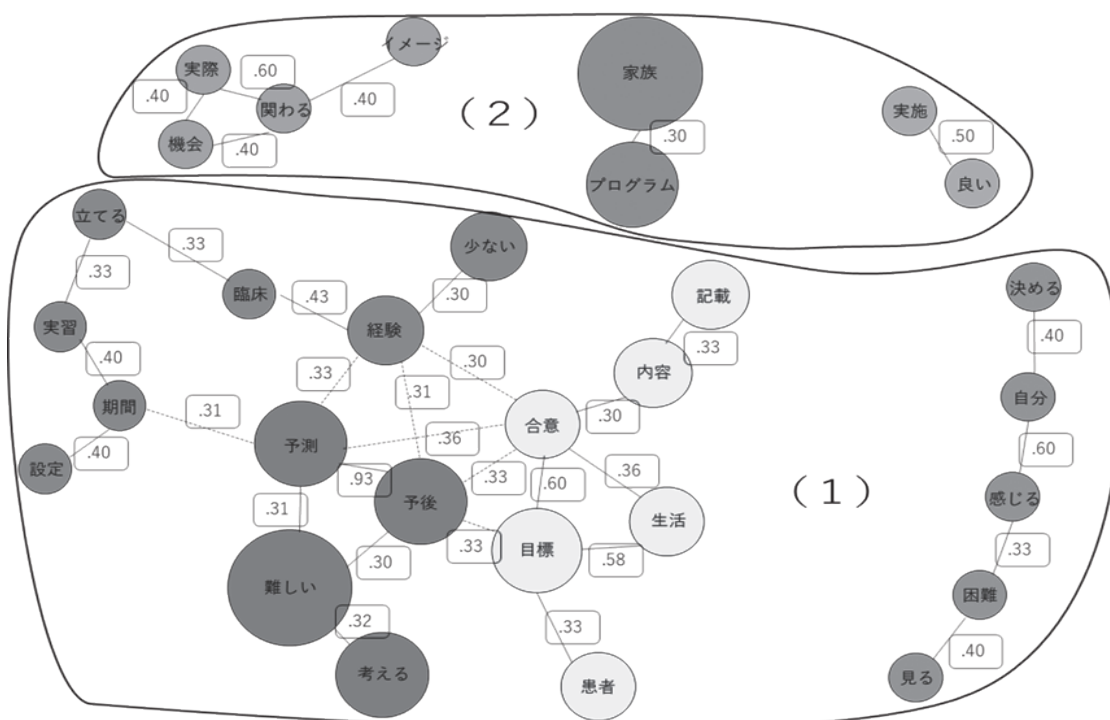 イメージ
実際
.60
家族
.40
関わる
.40
(2)
実施
機会
.40
.30
.50
プログラム
良い
立てる
.33
少ない
.33
臨床
.43
.30
記載
決める
実習
経験
.33
.40
.40
.33
.30
内容
期間
.31
.31
合意
.30
自分
.40
予測
.36
.60
設定
.93
.33
.36
予後
.60
(1)
感じる
.31
生活
.33
目標
.58
.33
.30
難しい
困難
.32
.33
.40
考える
患者
見る